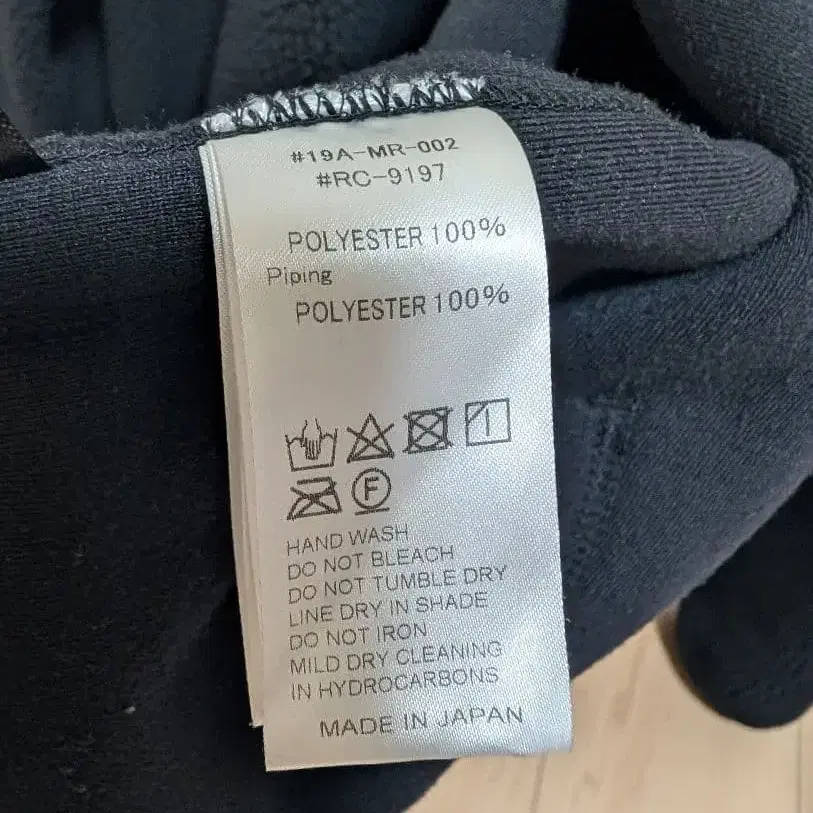 #19A-MR-002
#RC-9197
POLYESTER 100%
Piping
POLYESTER 100%
F
HAND WASH
DO NOT BLEACH
DO NOT TUMBLE DRY
LINE DRY IN SHADE
DO NOT IRON
MILD DRY CLEANING
IN HYDROCARBONS
MADE IN JAPAN